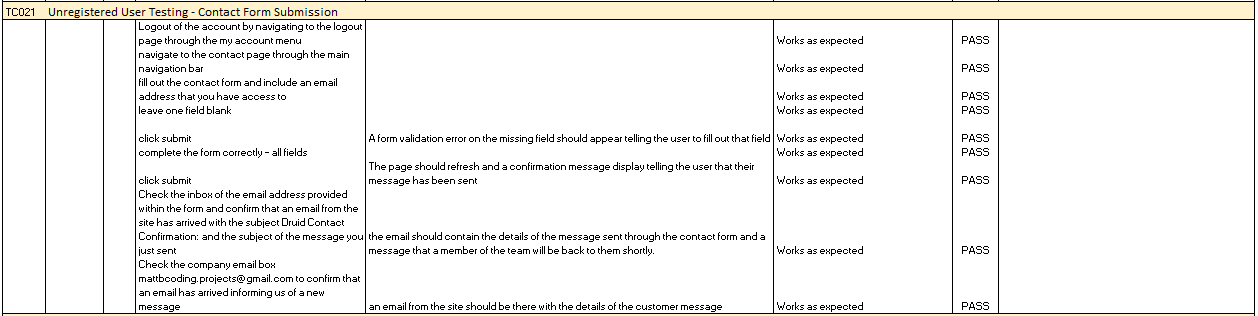 TC021 Unregistered User Testing - Contact Form Submission
Logout of the account by navigating to the logout
page through the my account menu Works as expected PASS
navigate to the contact page through the main
navigation bar Works as expected PASS
fill out the contact form and include an email
address that you have access to Works as expected PASS
leave one field blank Works as expected PASS
click submit A form validation error on the missing field should appear telling the user to fill out that field Works as expected PASS
complete the form correctly - all fields Works as expected PASS
The page should refresh and a confirmation message display telling the user that their
click submit message has been sent Works as expected PASS
Check the inbox of the email address provided
within the form and confirm that an email from the
site has arrived with the subject Druid Contact
Confirmation: and the subject of the message you the email should contain the details of the message sent through the contact form and a
just sent message that a member of the team will be back to them shortly. Works as expected PASS
Check the company email box
mattbcoding.projects@gmail.com to confirm that
an email has arrived informing us of a new
message an email from the site should be there with the details of the customer message Works as expected PASS